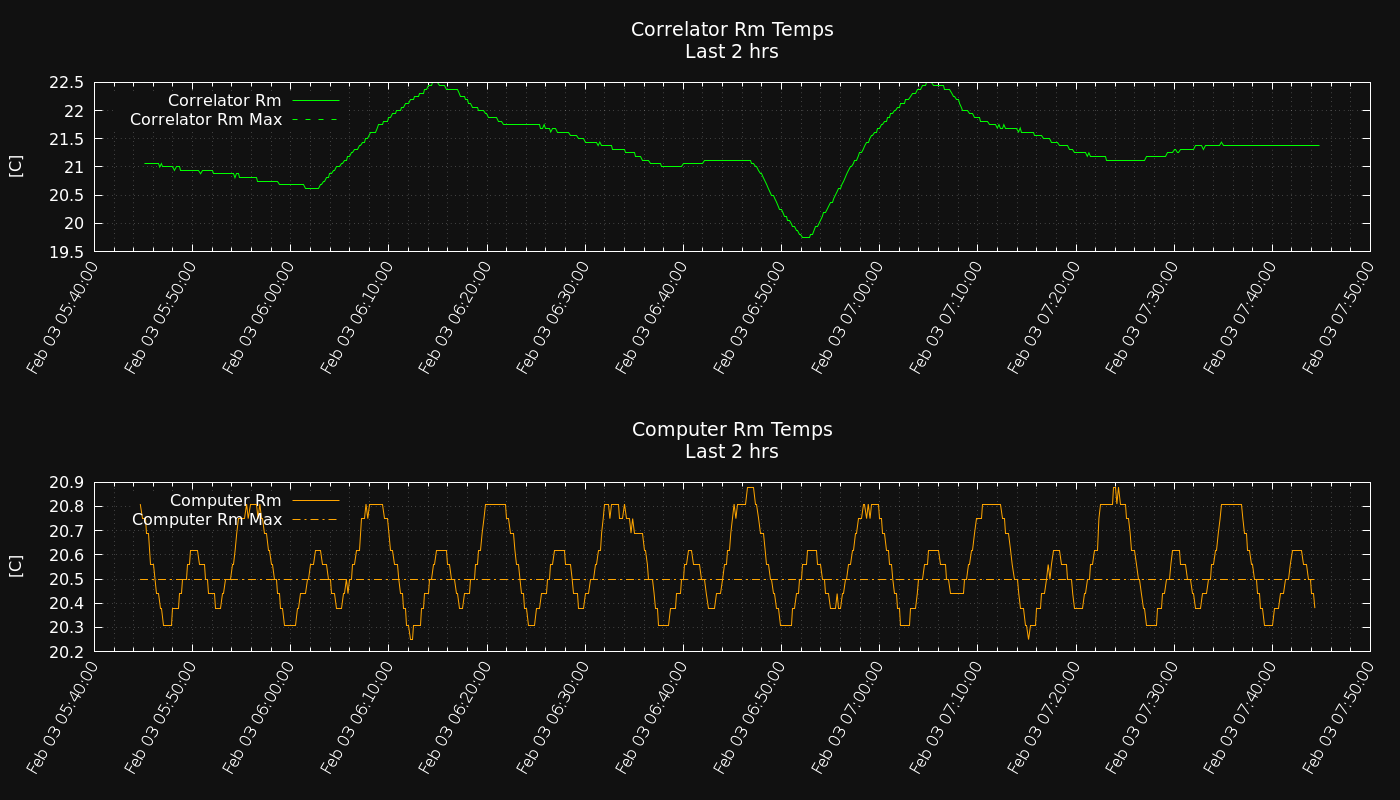 Correlator Rm Temps
Last 2 hrs
22.5
22
21.5
21
20.5
20
19.5
[C]
Correlator Rm
Correlator Rm Max
Feb 03 05:40:00
Feb 03 05:50:00
Feb 03 06:00:00
Feb 03 06:10:00
Feb 03 06:20:00
Feb 03 06:30:00
Feb 03 06:40:00
Feb 03 06:50:00
Feb 03 07:00:00
Feb 03 07:10:00
Feb 03 07:20:00
Feb 03 07:30:00
Feb 03 07:40:00
Feb 03 07:50:00
Computer Rm Temps
Last 2 hrs
20.9
20.8
20.7
20.6
20.5
20.4
20.3
20.2
[C]
Computer Rm
Computer Rm Max
Feb 03 05:40:00
Feb 03 05:50:00
Feb 03 06:00:00
Feb 03 06:10:00
Feb 03 06:20:00
Feb 03 06:30:00
Feb 03 06:40:00
Feb 03 06:50:00
Feb 03 07:00:00
Feb 03 07:10:00
Feb 03 07:20:00
Feb 03 07:30:00
Feb 03 07:40:00
Feb 03 07:50:00